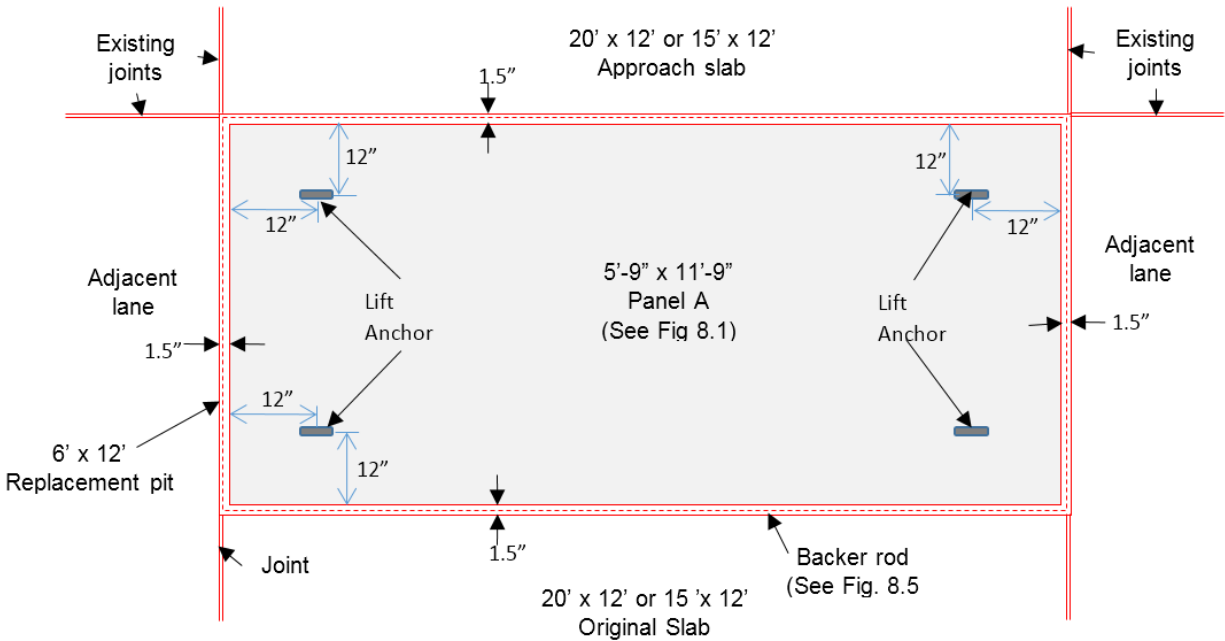 20’ x 12’ or 15’ x 12’
Approach slab
Existing
joints
Existing
joints
1.5”
12”
12”
12”
12”
Adjacent
lane
Adjacent
lane
5’-9” x 11’-9”
Panel A
(See Fig 8.1)
Lift
Anchor
Lift
Anchor
1.5”
1.5”
12”
12”
6’ x 12’
Replacement pit
1.5”
Joint
Backer rod
(See Fig. 8.5
20’ x 12’ or 15 ’x 12’
Original Slab